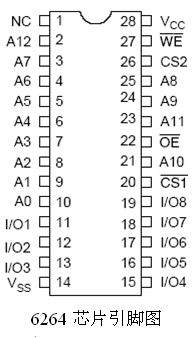 NC 1 28 VCC
A12 2 27 WE
A7 3 26 CS2
A6 4 25 A8
A5 5 24 A9
A4 6 23 A11
A3 7 22 OE
A2 8 21 A10
A1 9 20 CS1
A0 10 19 I/O8
I/O1 11 18 I/O7
I/O2 12 17 I/O6
I/O3 13 16 I/O5
VSS 14 15 I/O4
6264 芯片引脚图